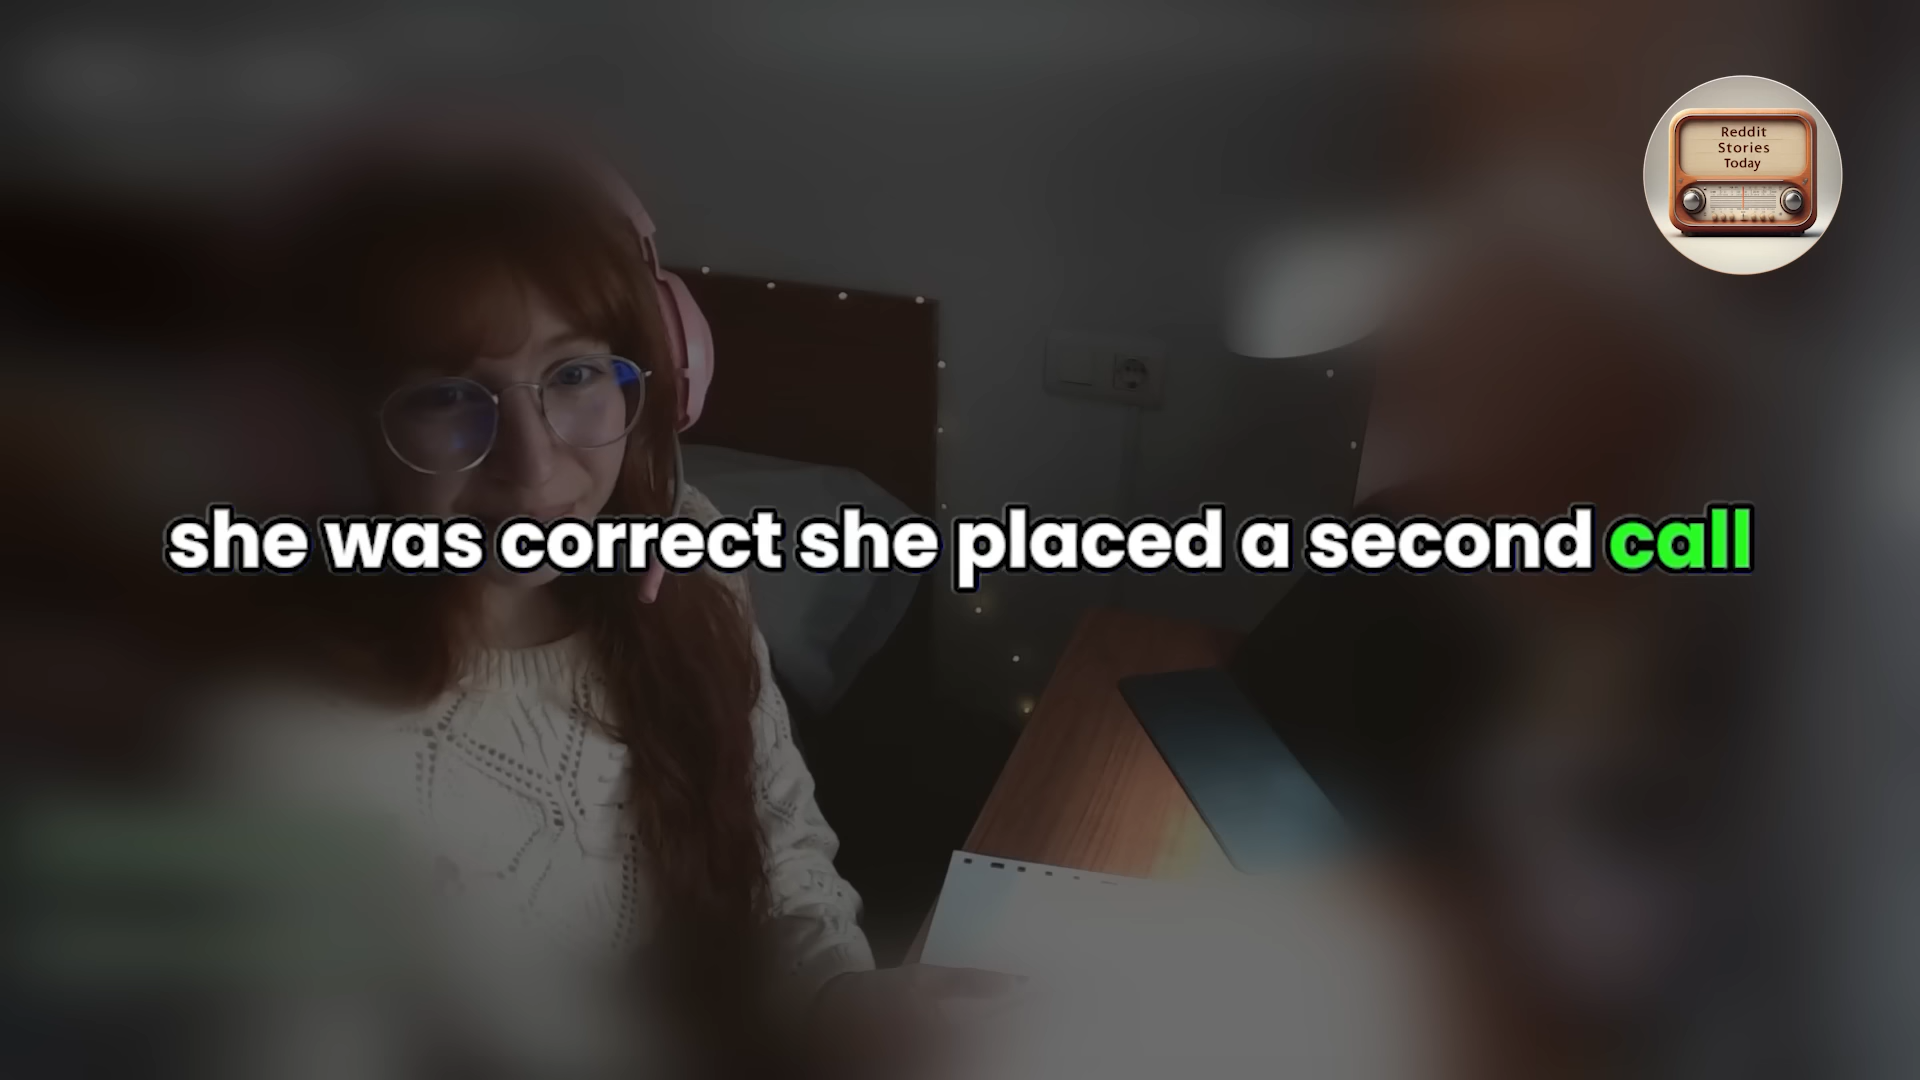 Reddit
Stories
Today
she was correct she placed a second call